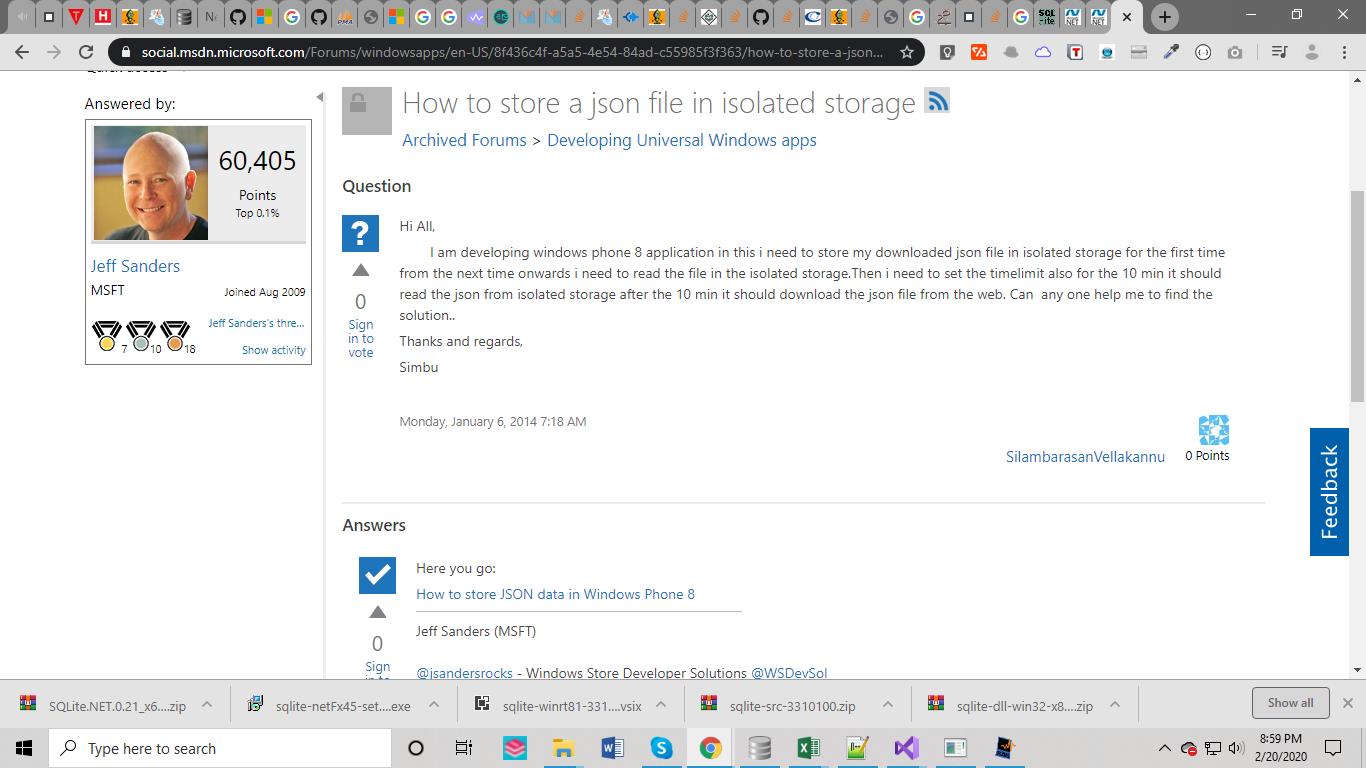 social.msdn.microsoft.com/Forums/windowsapps/en-US/8f436c4f-a5a5-4e54-84ad-c55985f3f363/how-to-store-a-json...
Answered by:
60,405
Points
Top 0.1%
Jeff Sanders
MSFT
Joined Aug 2009
Jeff Sanders's thre...
7 10 18
Show activity
How to store a json file in isolated storage
Archived Forums > Developing Universal Windows apps
Question
?
0
Sign
in to
vote
Hi All,
I am developing windows phone 8 application in this i need to store my downloaded json file in isolated storage for the first time
from the next time onwards i need to read the file in the isolated storage.Then i need to set the timelimit also for the 10 min it should
read the json from isolated storage after the 10 min it should download the json file from the web. Can  any one help me to find the
solution..
Thanks and regards,
Simbu
Monday, January 6, 2014 7:18 AM
SilambarasanVellakannu
0 Points
Feedback
Answers
0
Sign
Here you go:
How to store JSON data in Windows Phone 8
Jeff Sanders (MSFT)
@jsandersrocks - Windows Store Developer Solutions @WSDevSol
SQLite.NET.0.21_x6....zip
sqlite-netFx45-set....exe
sqlite-winrt81-331....vsix
sqlite-src-3310100.zip
sqlite-dll-win32-x8....zip
Show all
Type here to search
8:59 PM
2/20/2020